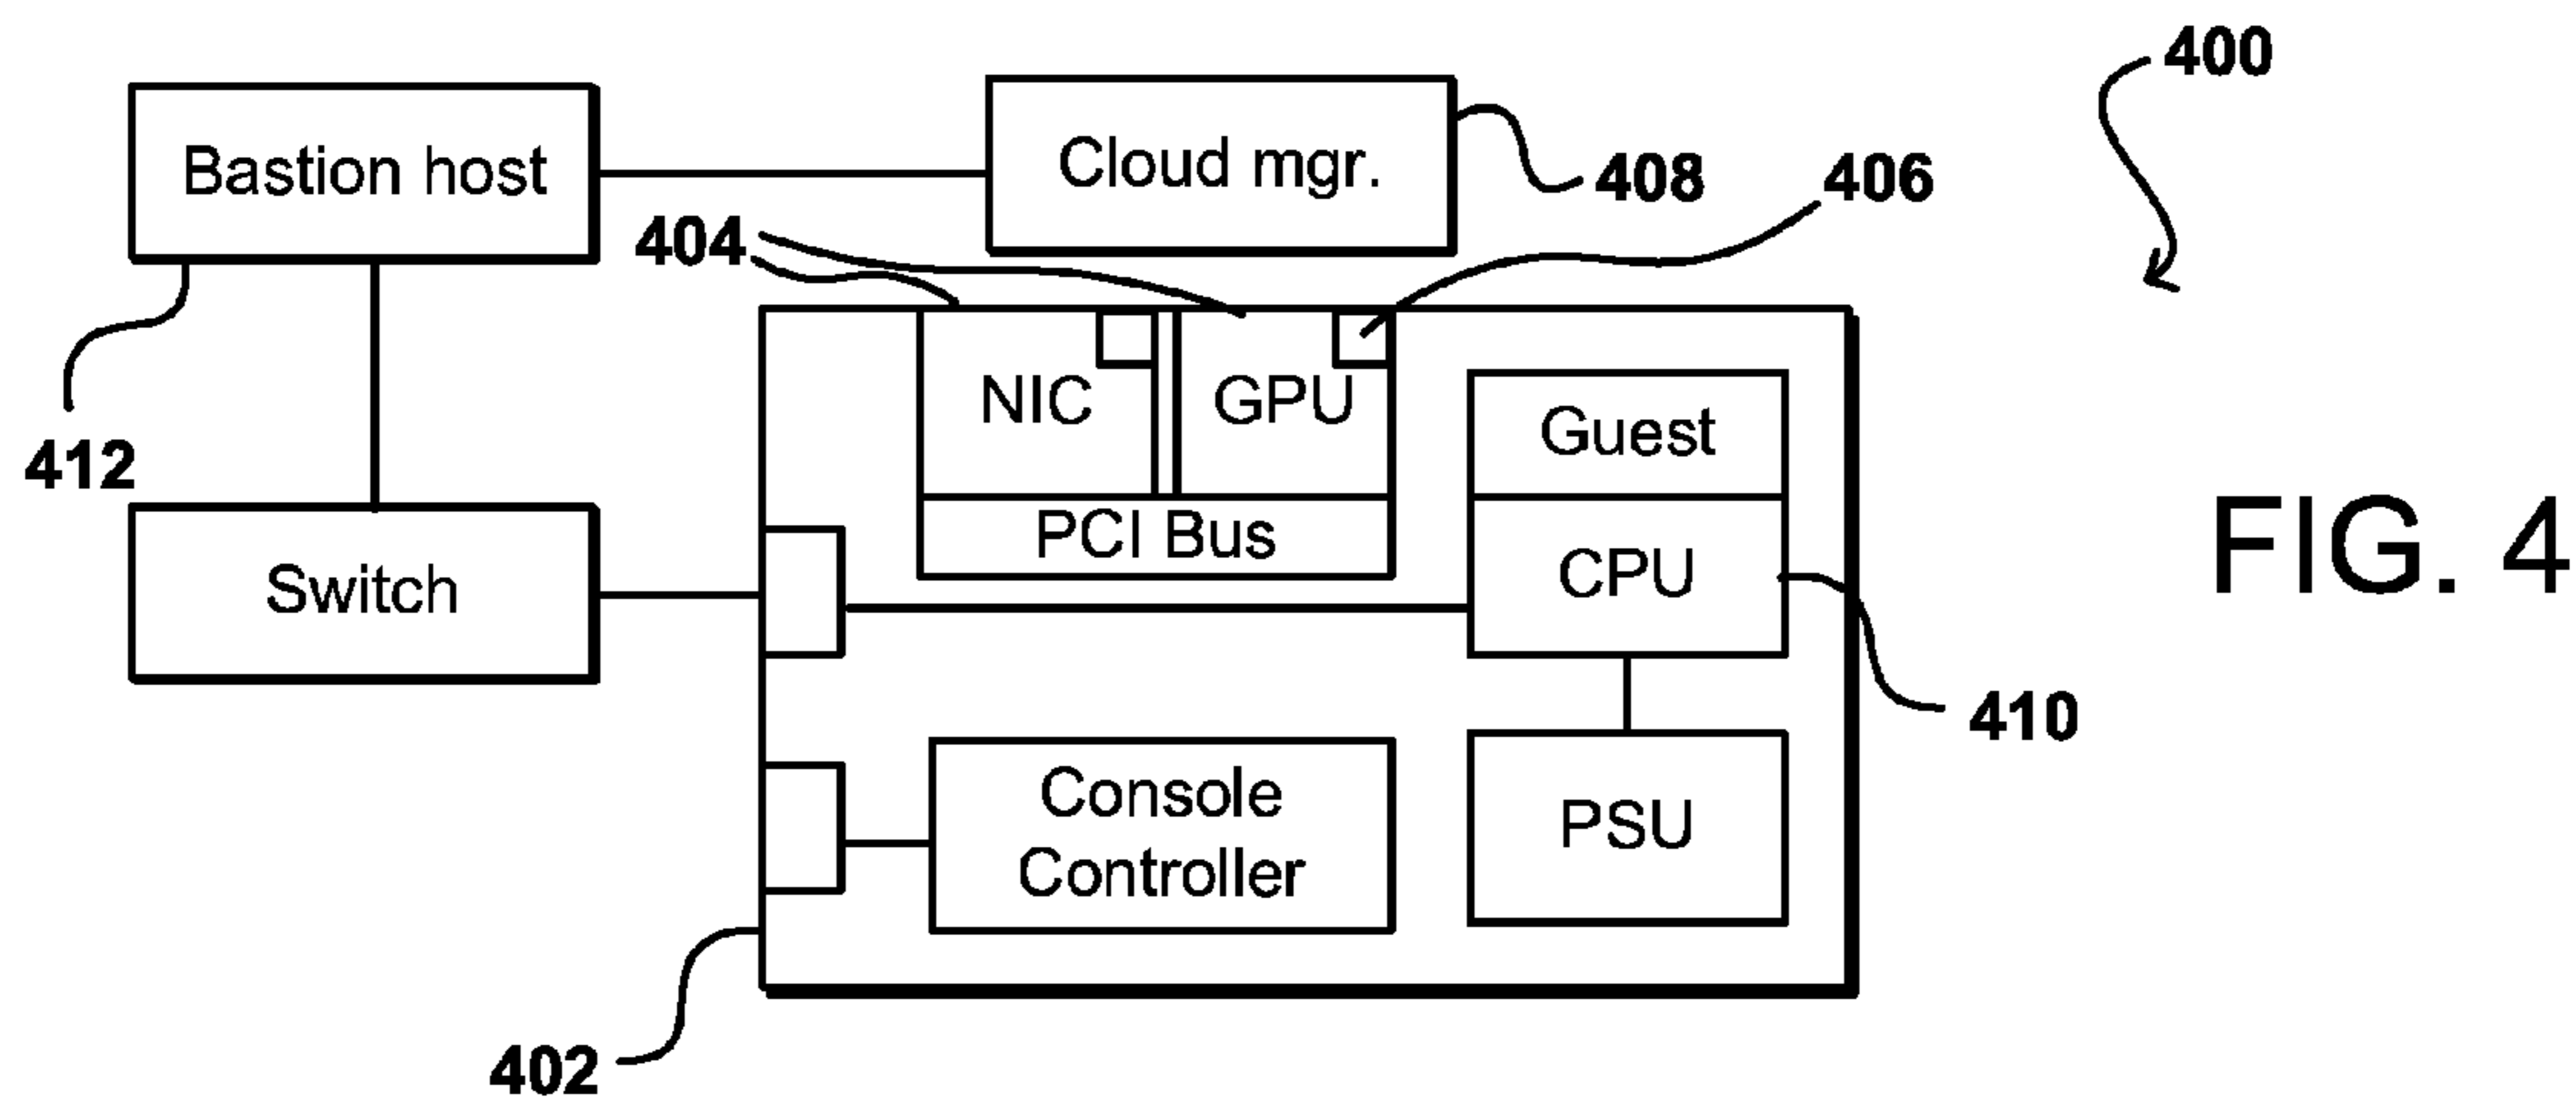 400
Bastion host
Cloud mgr.
408
406
404
NIC
GPU
Guest
412
PCI Bus
CPU
FIG. 4
Switch
410
Console
Controller
PSU
402